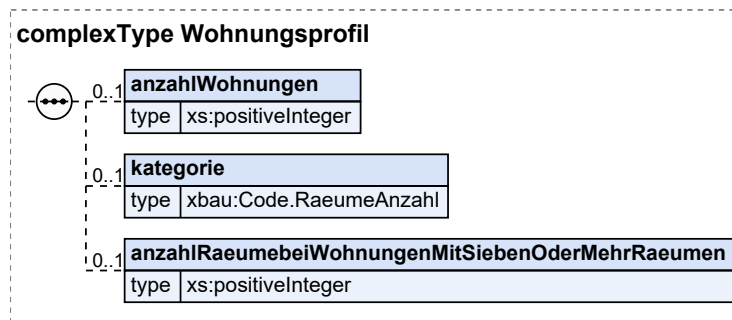 complexType Wohnungsprofil
0..1 anzahlWohnungen
type xs:positiveInteger
0..1 kategorie
type xbau:Code.RaeumeAnzahl
0..1 anzahlRaeumebeiWohnungenMitSiebenOderMehrRaeumen
type xs:positiveInteger